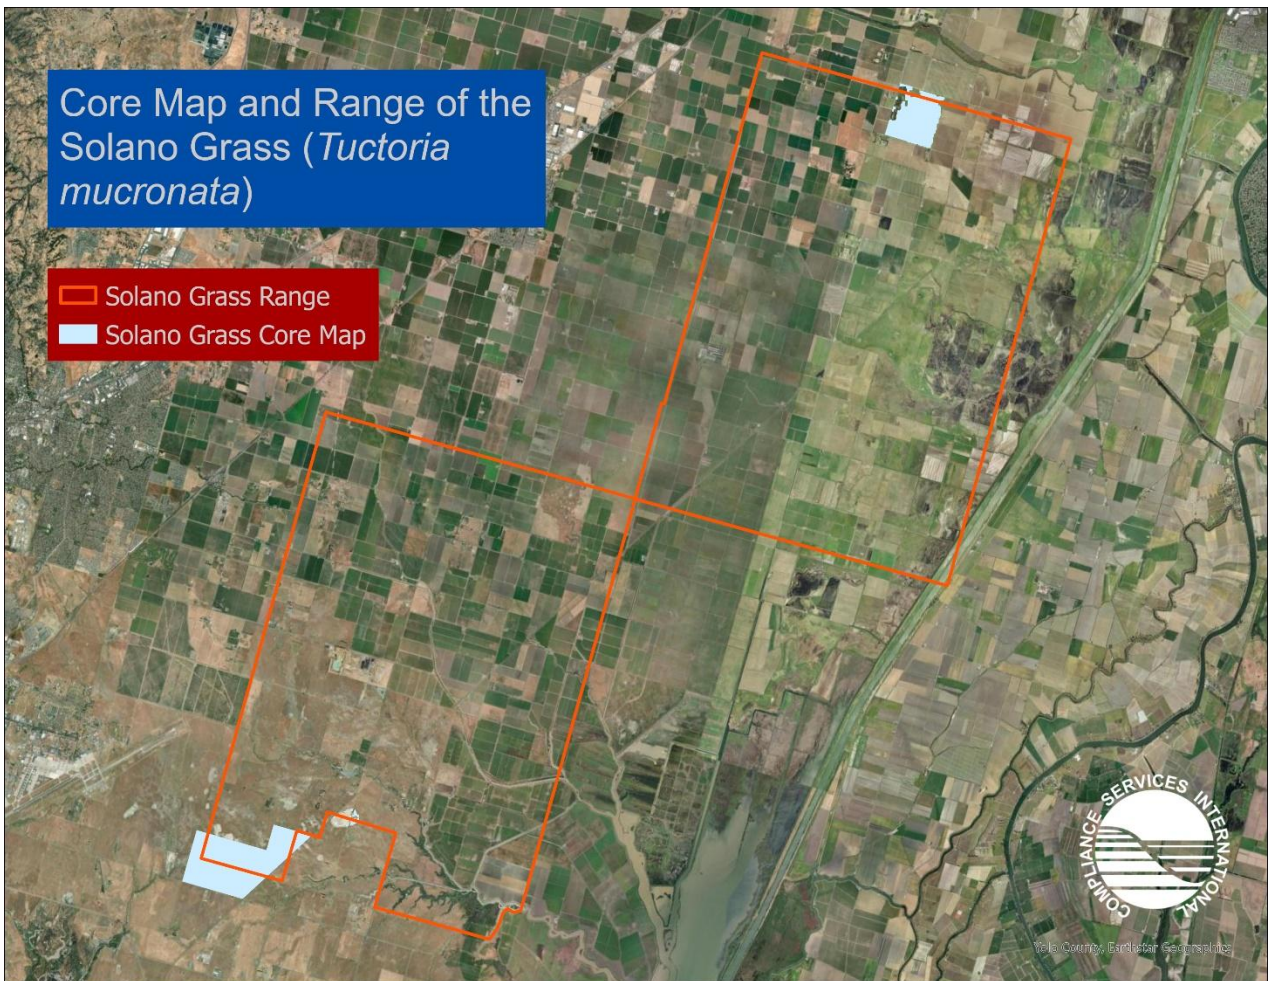 Core Map and Range of the
Solano Grass (Tuctoria
mucronata)
Solano Grass Range
Solano Grass Core Map
COMPLIANCE SERVICES INTERNATIONAL
Yolo County, Earthstar Geographics